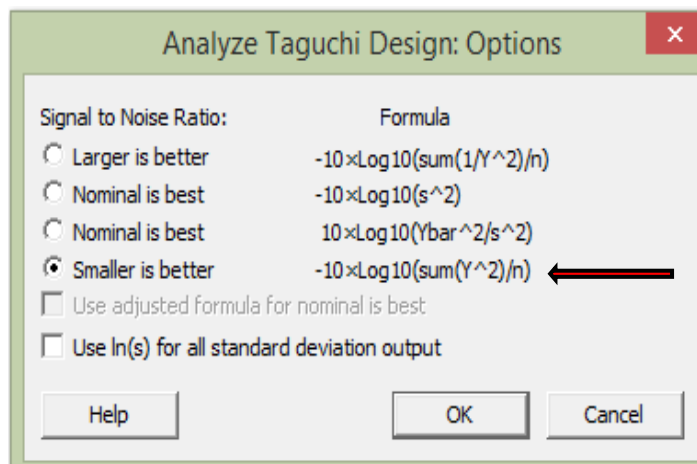 Analyze Taguchi Design: Options
x
Signal to Noise Ratio: Formula
Larger is better -10×Log10(sum(1/Y^2)/n)
Nominal is best -10×Log10(s^2)
Nominal is best 10×Log10(Ybar^2/s^2)
Smaller is better -10×Log10(sum(Y^2)/n)
Use adjusted formula for nominal is best
Use ln(s) for all standard deviation output
Help OK Cancel